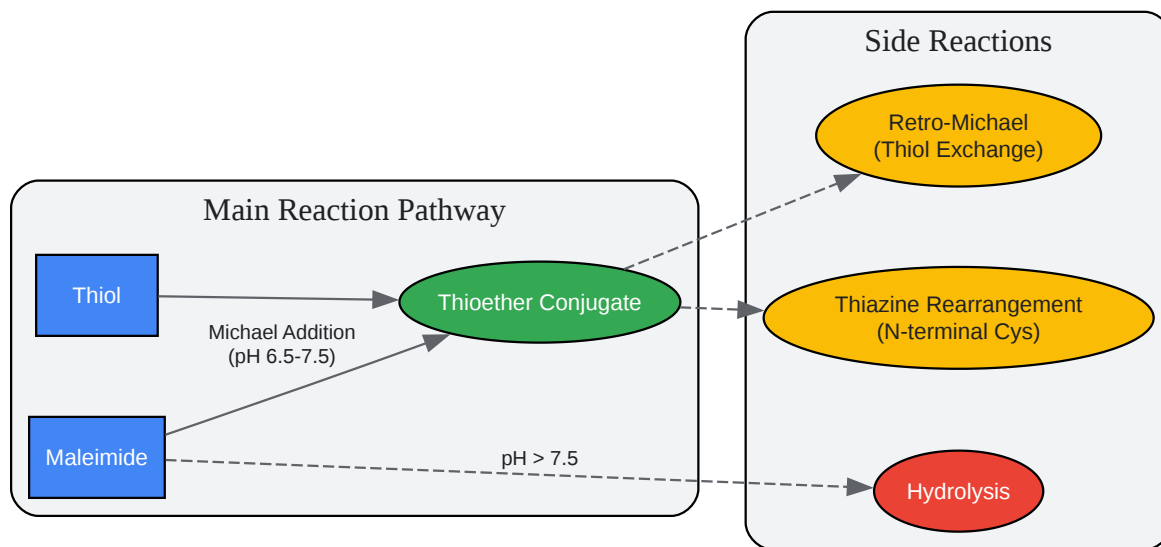 Side Reactions
Retro-Michael
(Thiol Exchange)
Main Reaction Pathway
Thiol
Thioether Conjugate
Thiazine Rearrangement
(N-terminal Cys)
Michael Addition
(pH 6.5-7.5)
Maleimide
pH > 7.5
Hydrolysis